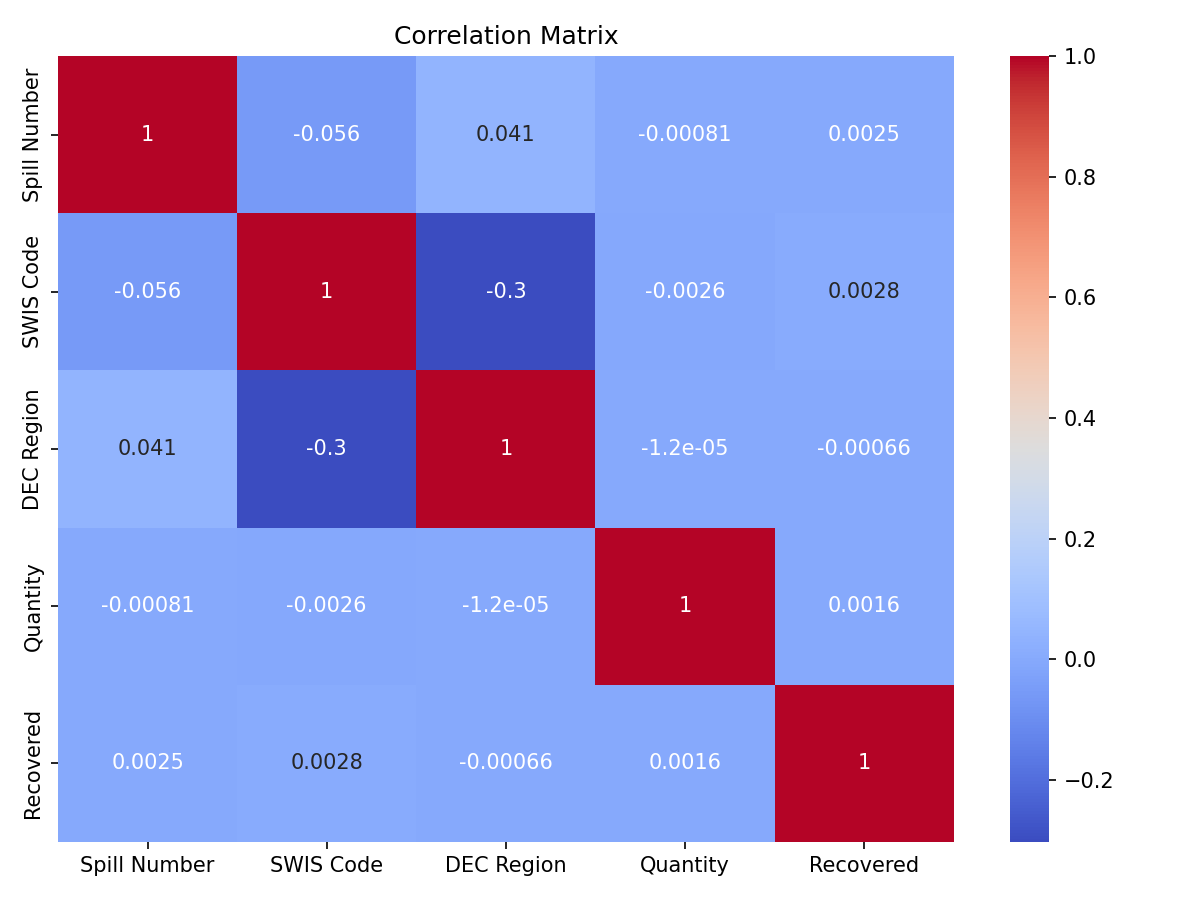 Correlation Matrix
Spill Number
1
-0.056
0.041
-0.00081
0.0025
SWIS Code
-0.056
1
-0.3
-0.0026
0.0028
DEC Region
0.041
-0.3
1
-1.2e-05
-0.00066
Quantity
-0.00081
-0.0026
-1.2e-05
1
0.0016
Recovered
0.0025
0.0028
-0.00066
0.0016
1
Spill Number
SWIS Code
DEC Region
Quantity
Recovered
1.0
0.8
0.6
0.4
0.2
0.0
−0.2